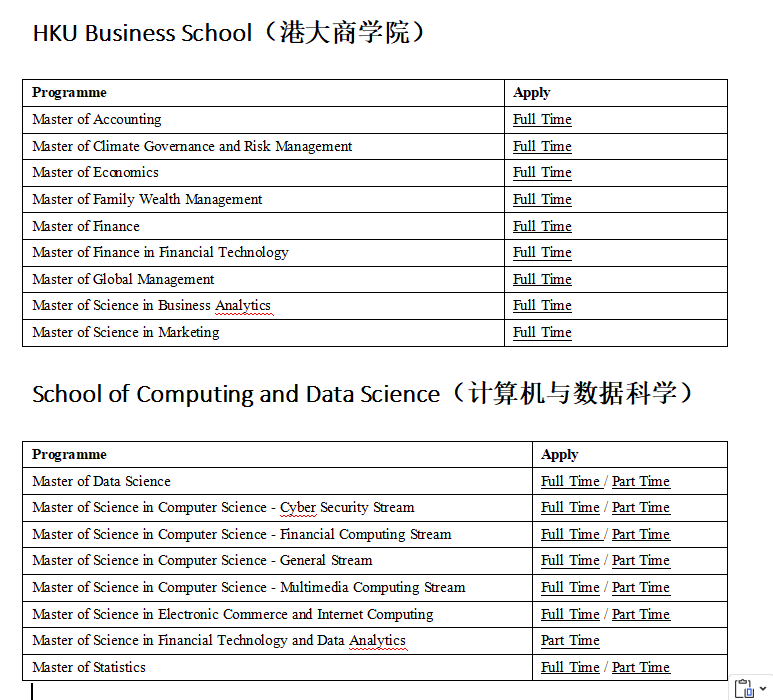 HKU Business School（港大商学院）
Programme Apply
Master of Accounting Full Time
Master of Climate Governance and Risk Management Full Time
Master of Economics Full Time
Master of Family Wealth Management Full Time
Master of Finance Full Time
Master of Finance in Financial Technology Full Time
Master of Global Management Full Time
Master of Science in Business Analytics Full Time
Master of Science in Marketing Full Time
School of Computing and Data Science（计算机与数据科学）
Programme Apply
Master of Data Science Full Time / Part Time
Master of Science in Computer Science - Cyber Security Stream Full Time / Part Time
Master of Science in Computer Science - Financial Computing Stream Full Time / Part Time
Master of Science in Computer Science - General Stream Full Time / Part Time
Master of Science in Computer Science - Multimedia Computing Stream Full Time / Part Time
Master of Science in Electronic Commerce and Internet Computing Full Time / Part Time
Master of Science in Financial Technology and Data Analytics Part Time
Master of Statistics Full Time / Part Time